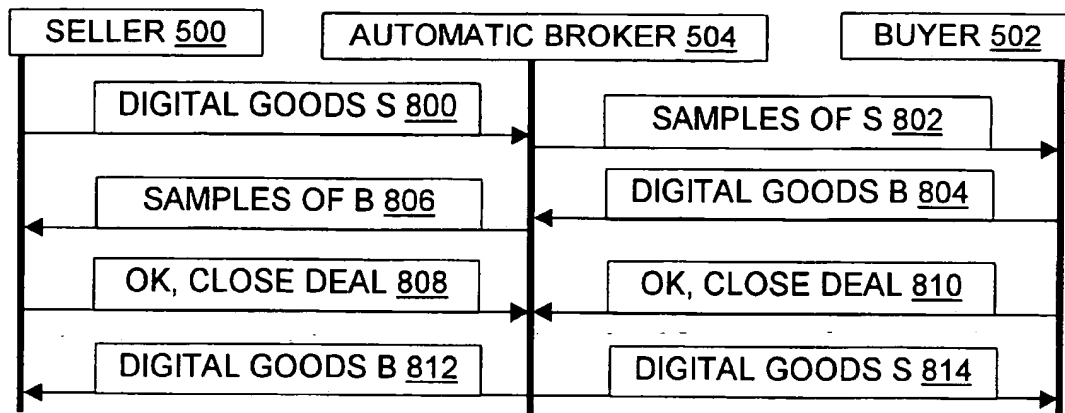 SELLER 500
AUTOMATIC BROKER 504
BUYER 502
DIGITAL GOODS S 800
SAMPLES OF S 802
SAMPLES OF B 806
DIGITAL GOODS B 804
OK, CLOSE DEAL 808
OK, CLOSE DEAL 810
DIGITAL GOODS B 812
DIGITAL GOODS S 814